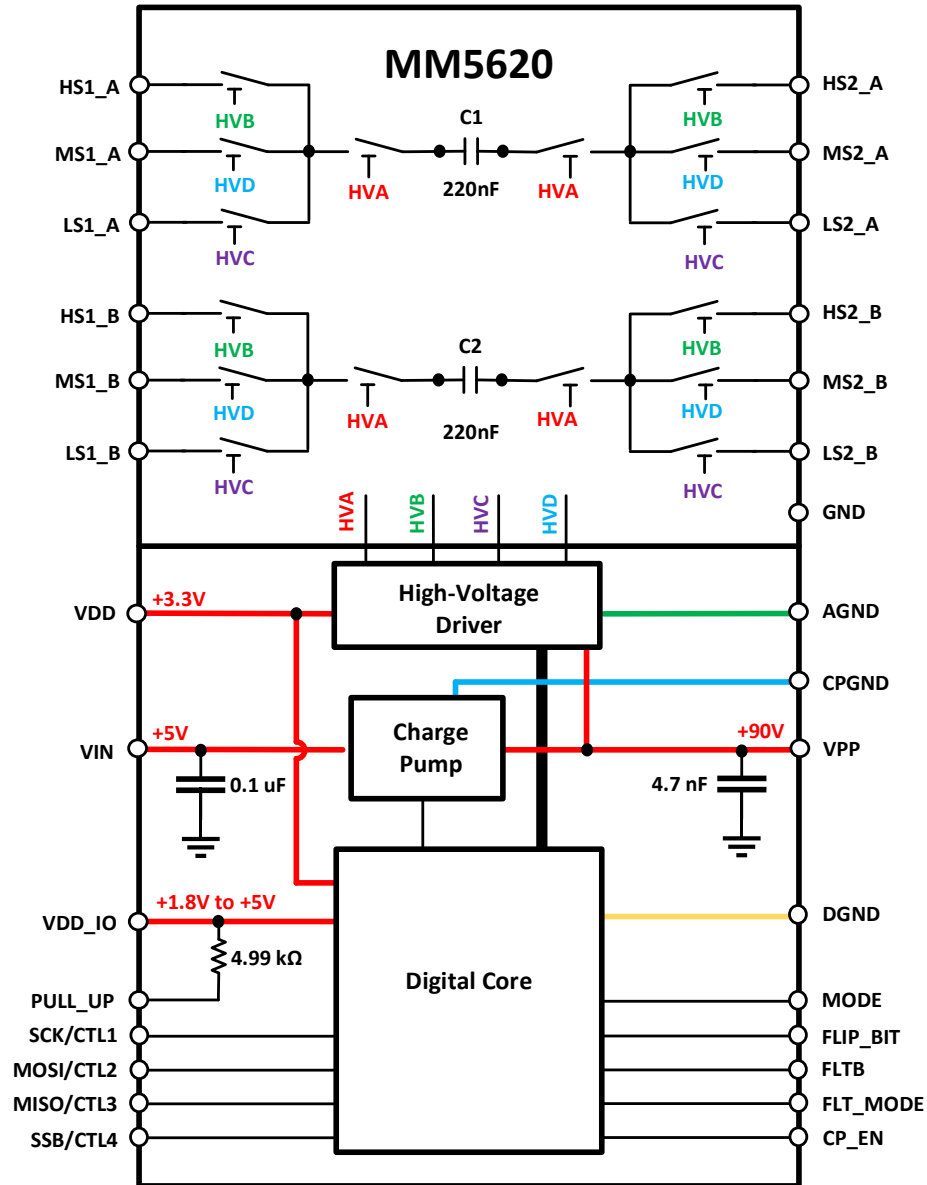 MM5620
HS1_A
HVB
C1
HVB
HS2_A
MS1_A
HVD
HVA
220nF
HVA
HVD
MS2_A
LS1_A
HVC
HVC
LS2_A
HS1_B
HVB
C2
HVB
HS2_B
MS1_B
HVD
HVA
220nF
HVA
HVD
MS2_B
LS1_B
HVC
HVC
LS2_B
HVA
HVB
HVC
HVD
GND
VDD
+3.3V
High-Voltage
Driver
AGND
CPGND
VIN
+5V
Charge
Pump
+90V
VPP
0.1 uF
4.7 nF
VDD_IO
+1.8V to +5V
DGND
4.99 kΩ
Digital Core
PULL_UP
MODE
SCK/CTL1
FLIP_BIT
MOSI/CTL2
FLTB
MISO/CTL3
FLT_MODE
SSB/CTL4
CP_EN